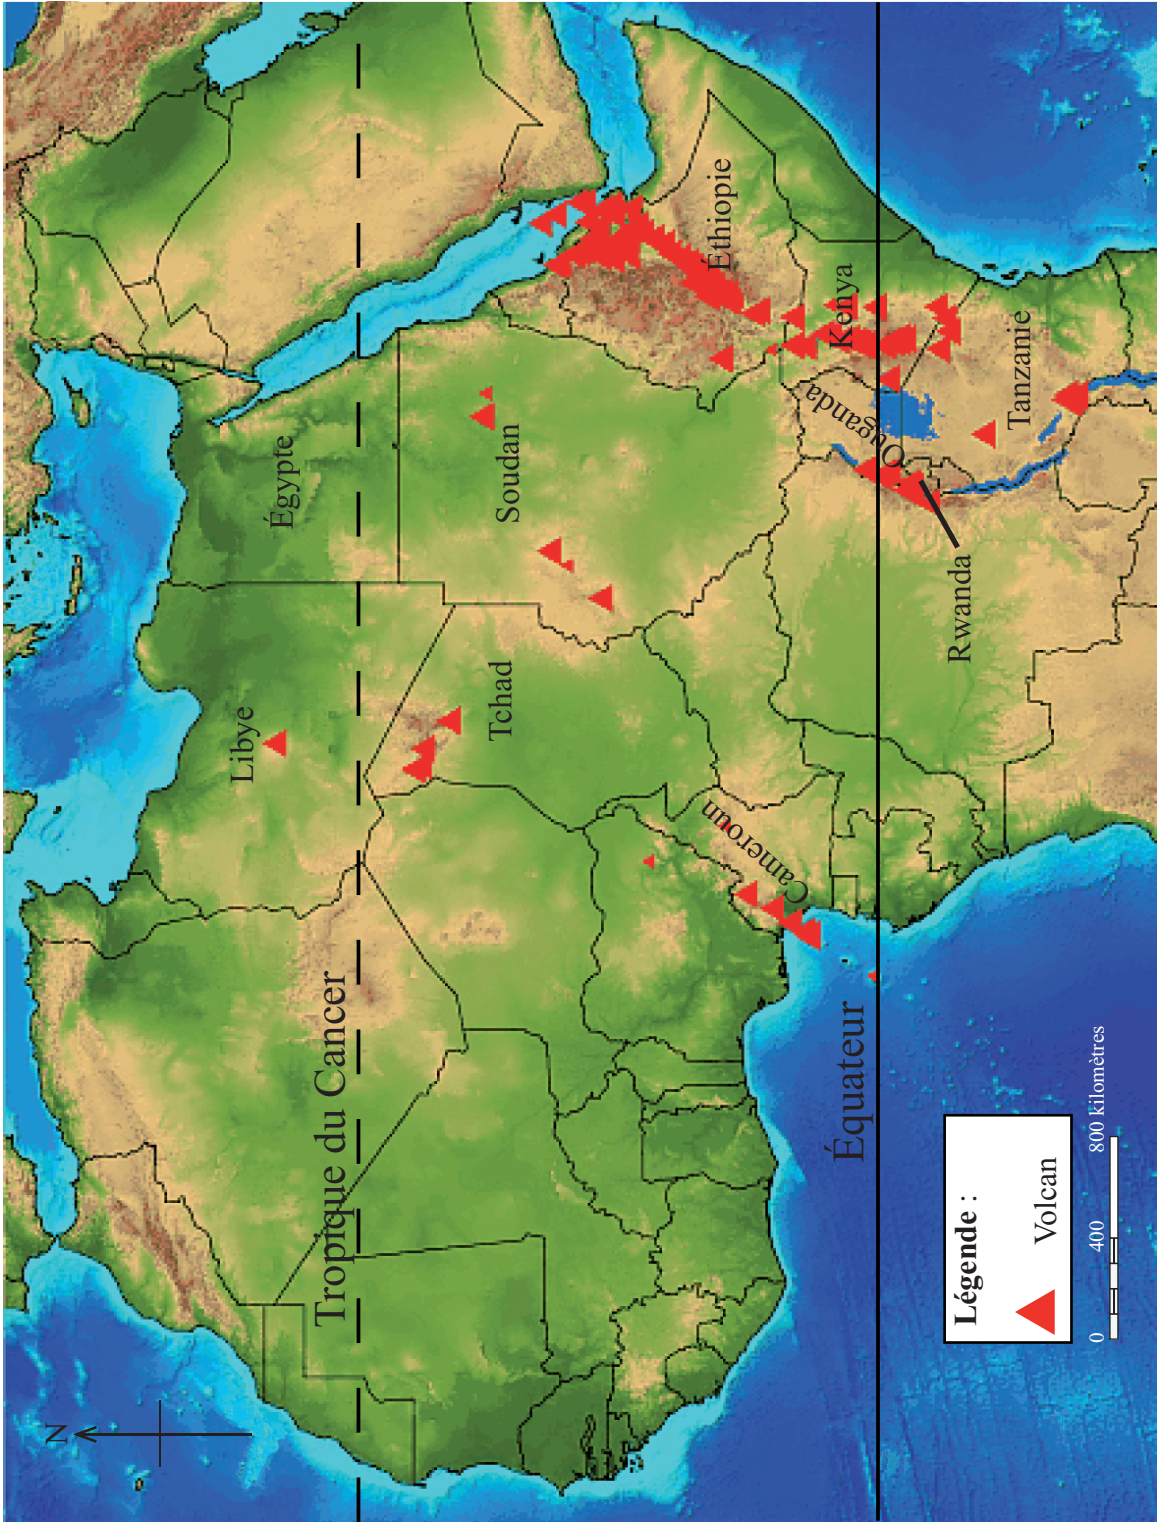 N
Tropique du Cancer
Libye
Égypte
Tchad
Soudan
Éthiopie
Cameroun
Ouganda
Kenya
Équateur
Rwanda
Tanzanie
Légende :
Volcan
0 400 800 kilomètres